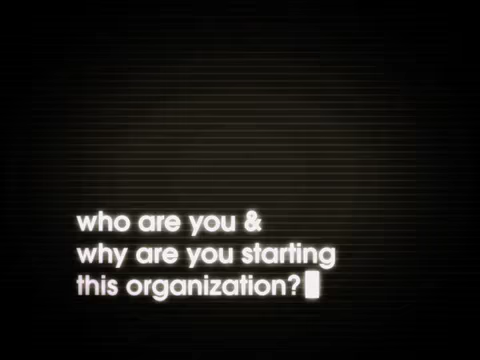 who are you &
why are you starting
this organization?